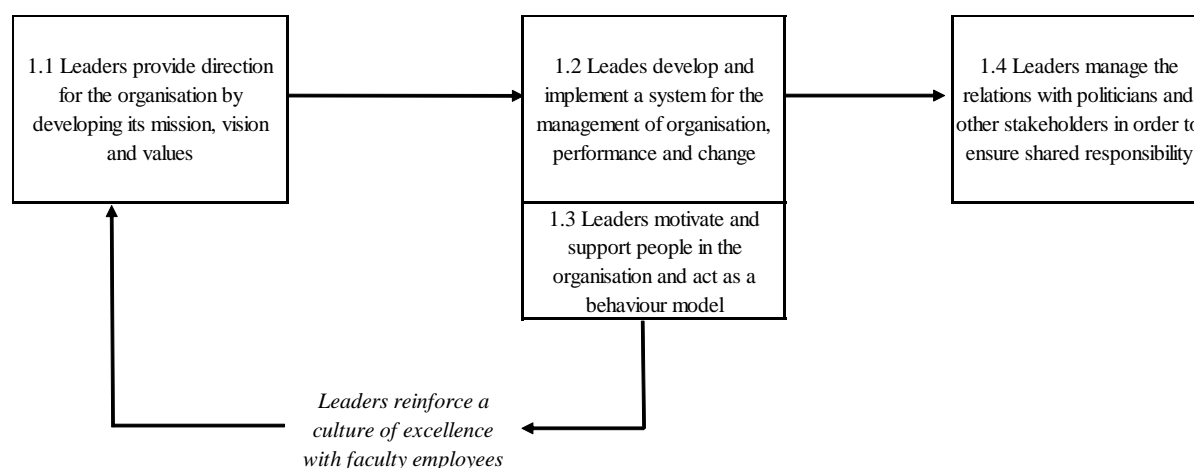 1.1 Leaders provide direction
for the organisation by
developing its mission, vision
and values
1.2 Leades develop and
implement a system for the
management of organisation,
performance and change
1.3 Leaders motivate and
support people in the
organisation and act as a
behaviour model
1.4 Leaders manage the
relations with politicians and
other stakeholders in order to
ensure shared responsibility
Leaders reinforce a
culture of excellence
with faculty employees